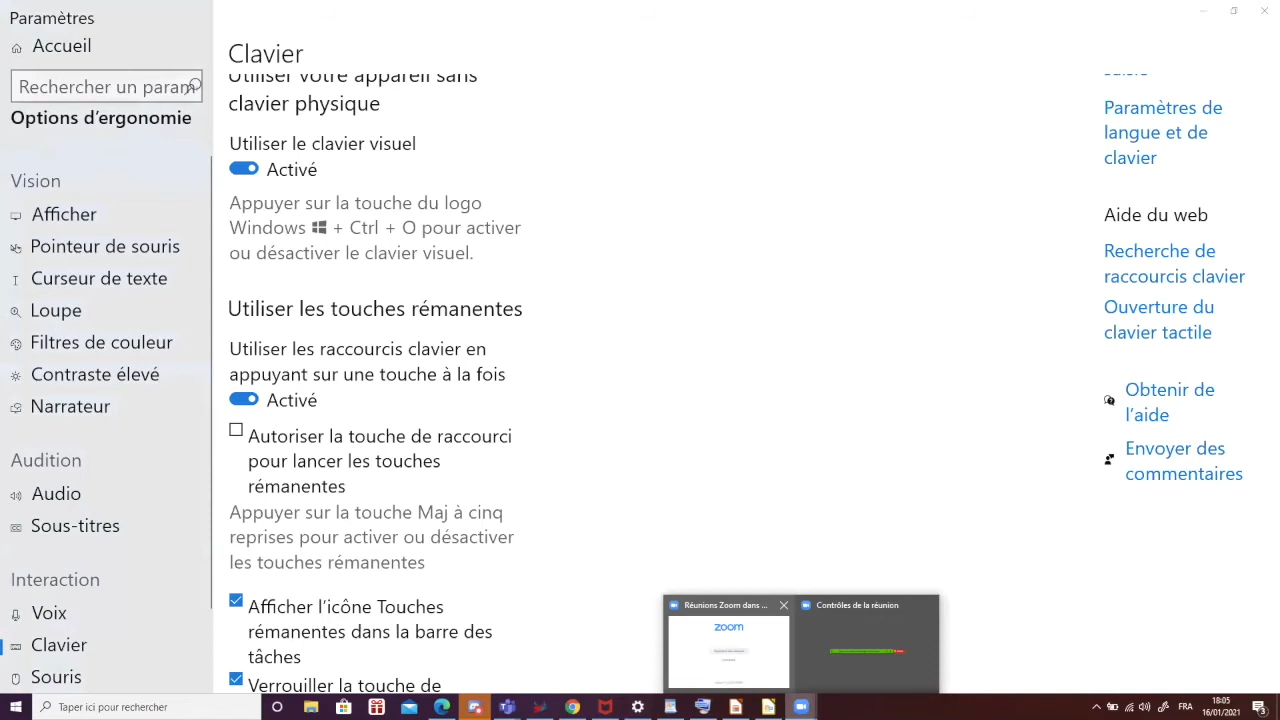 Paramètres
Accueil
Rechercher un param
Options d'ergonomie
Vision
Afficher
Pointeur de souris
Curseur de texte
Loupe
Filtres de couleur
Contraste élevé
Narrateur
Audition
Audio
Sous-titres
Interaction
Voix
Clavier
Souris
Clavier
Utiliser votre appareil sans
clavier physique
Utiliser le clavier visuel
Activé
Appuyer sur la touche du logo
Windows + Ctrl + O pour activer
ou désactiver le clavier visuel.
Utiliser les touches rémanentes
Utiliser les raccourcis clavier en
appuyant sur une touche à la fois
Activé
Autoriser la touche de raccourci
pour lancer les touches
rémanentes
Appuyer sur la touche Maj à cinq
reprises pour activer ou désactiver
les touches rémanentes
Afficher l'icône Touches
rémanentes dans la barre des
tâches
Verrouiller la touche de
Paramètres de
langue et de
clavier
Aide du web
Recherche de
raccourcis clavier
Ouverture du
clavier tactile
Obtenir de
l'aide
Envoyer des
commentaires
Réunions Zoom dans ...
zoom
Contrôles de la réunion
Taper ici pour rechercher
FRA
18:05
16/01/2021
3